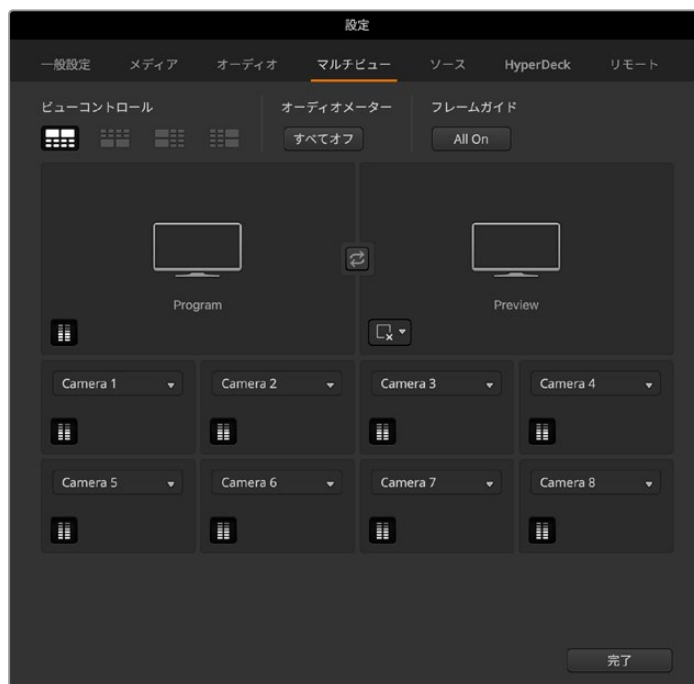 設定
一般設定 メディア オーディオ マルチビュー ソース HyperDeck リモート
ビューコントロール オーディオメーター フレームガイド
すべてオフ All On
Program Preview
Camera 1 Camera 2 Camera 3 Camera 4
Camera 5 Camera 6 Camera 7 Camera 8
完了